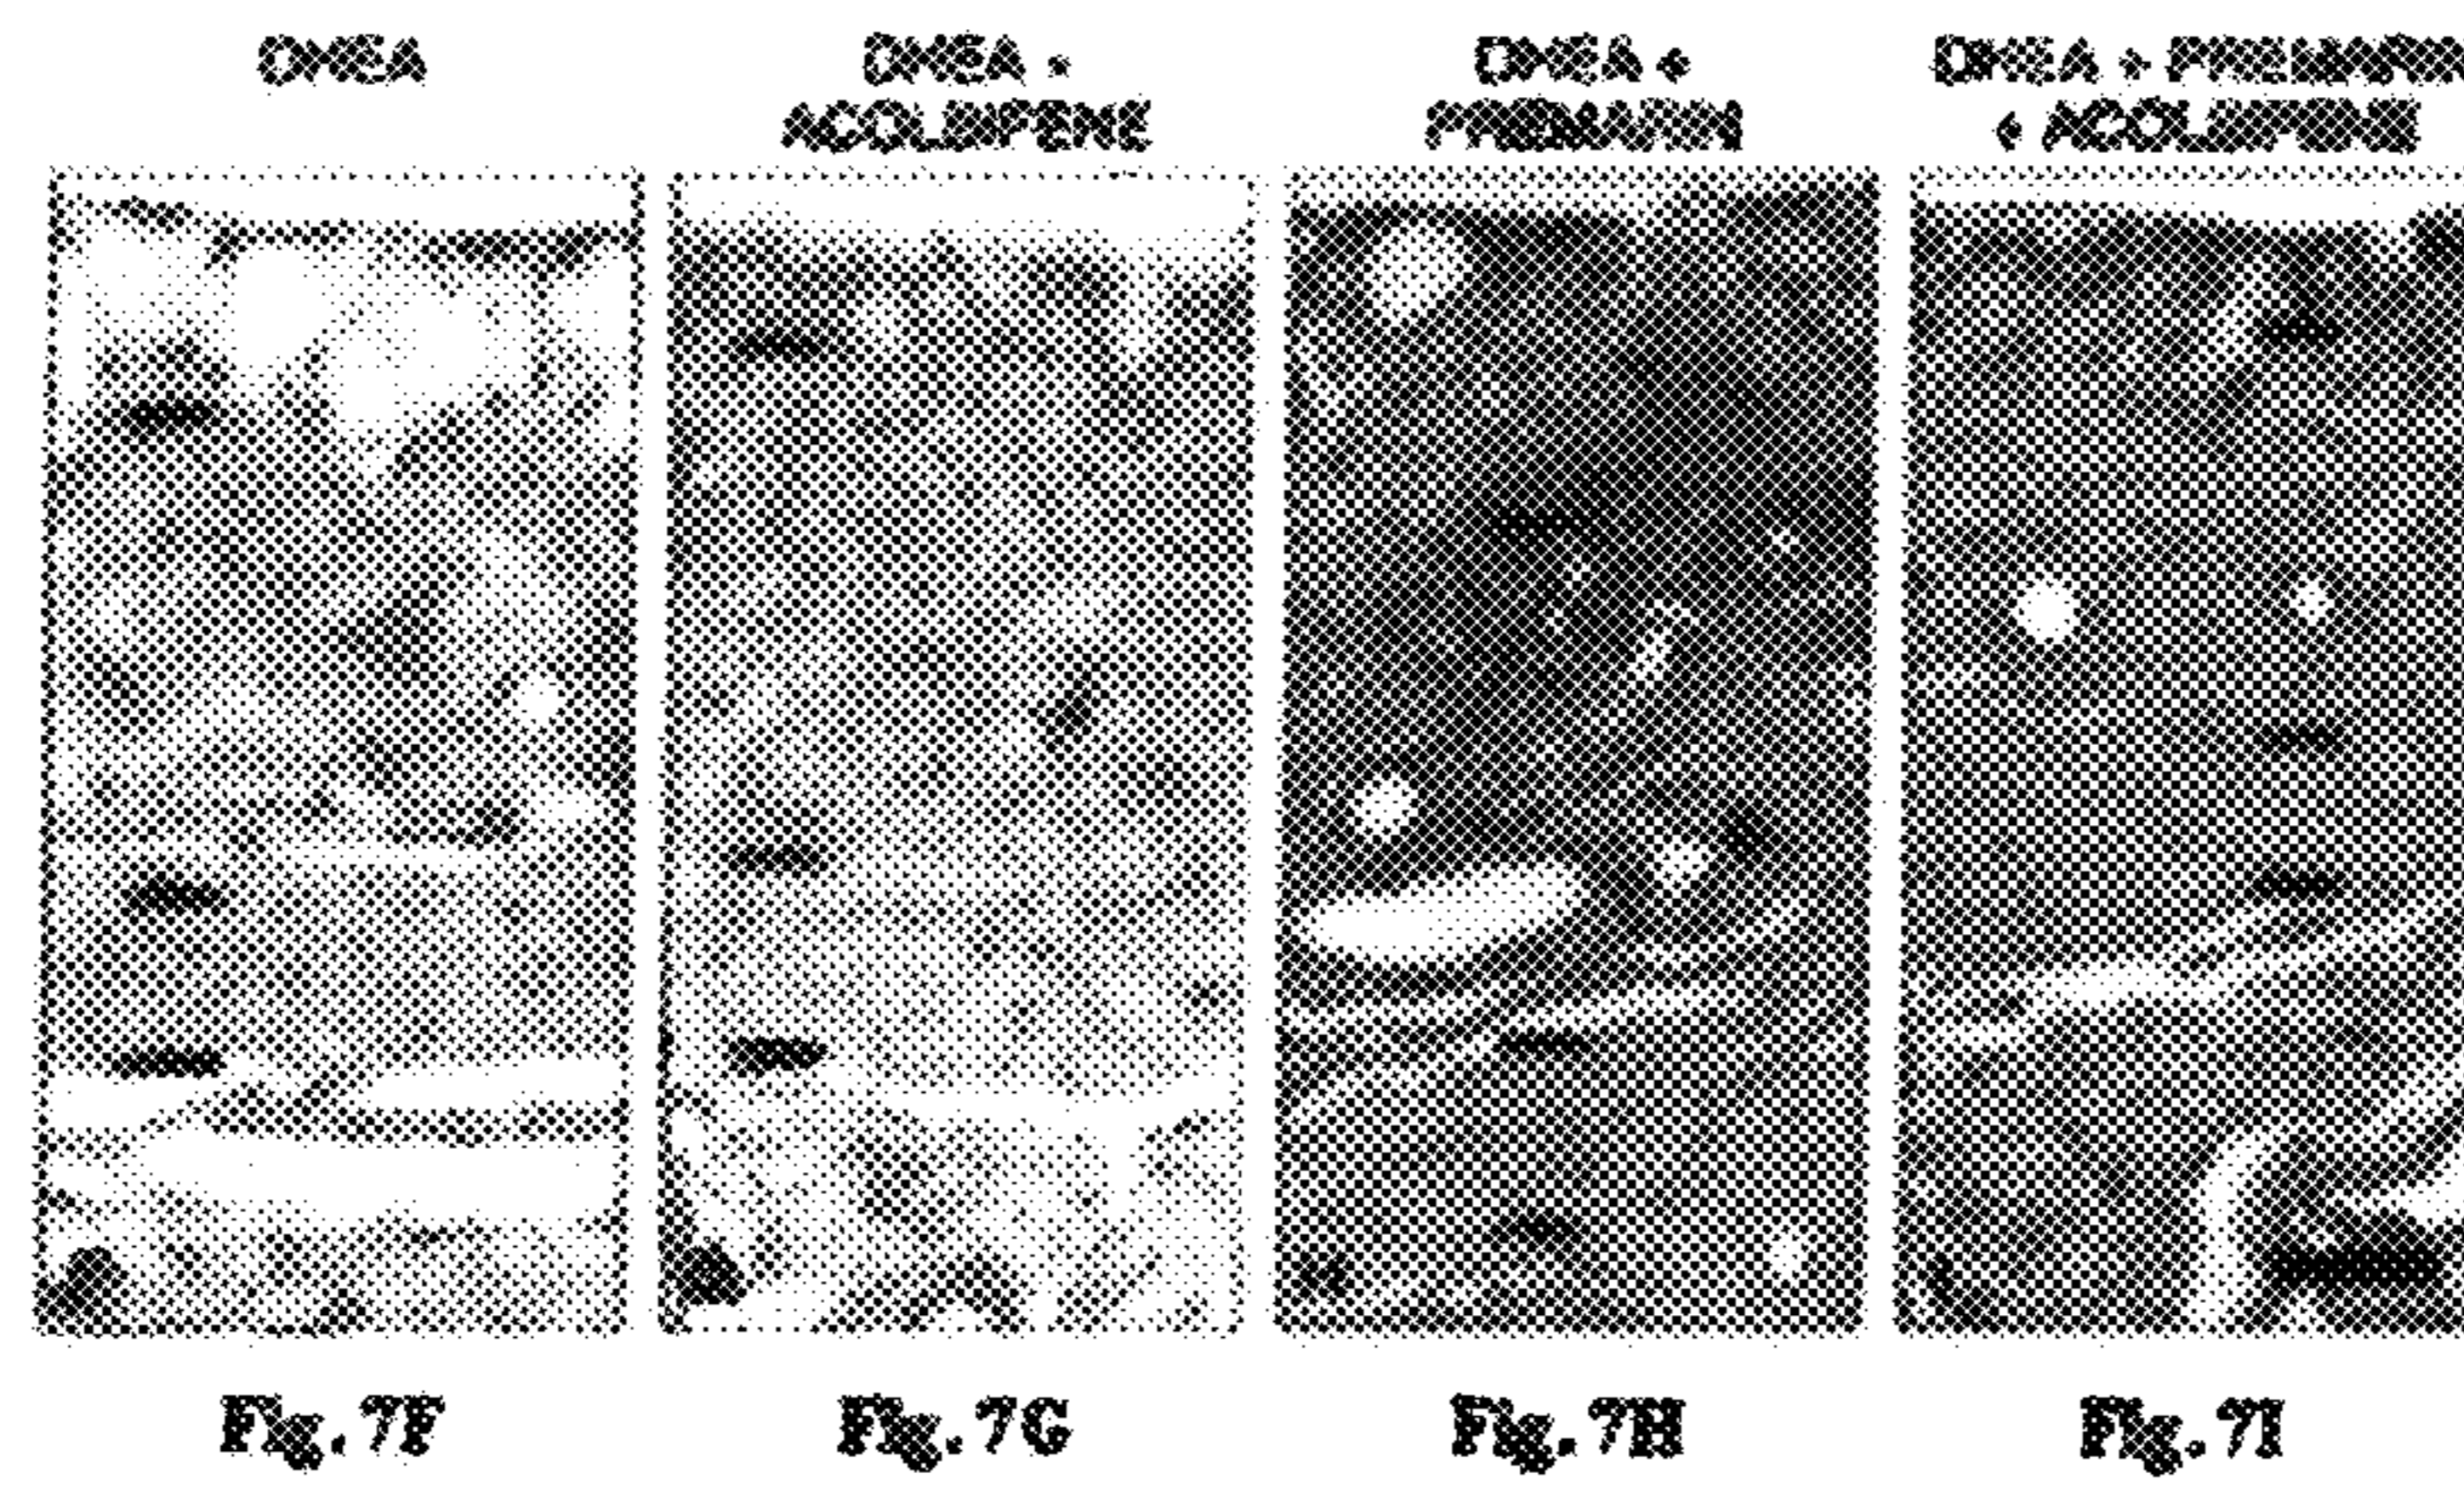 DHEA
DHEA +
ACOLBIFENE
DHEA +
PREMARIN
DHEA + PREMARIN
+ ACOLBIFENE
Fig. 7F
Fig. 7G
Fig. 7H
Fig. 7I